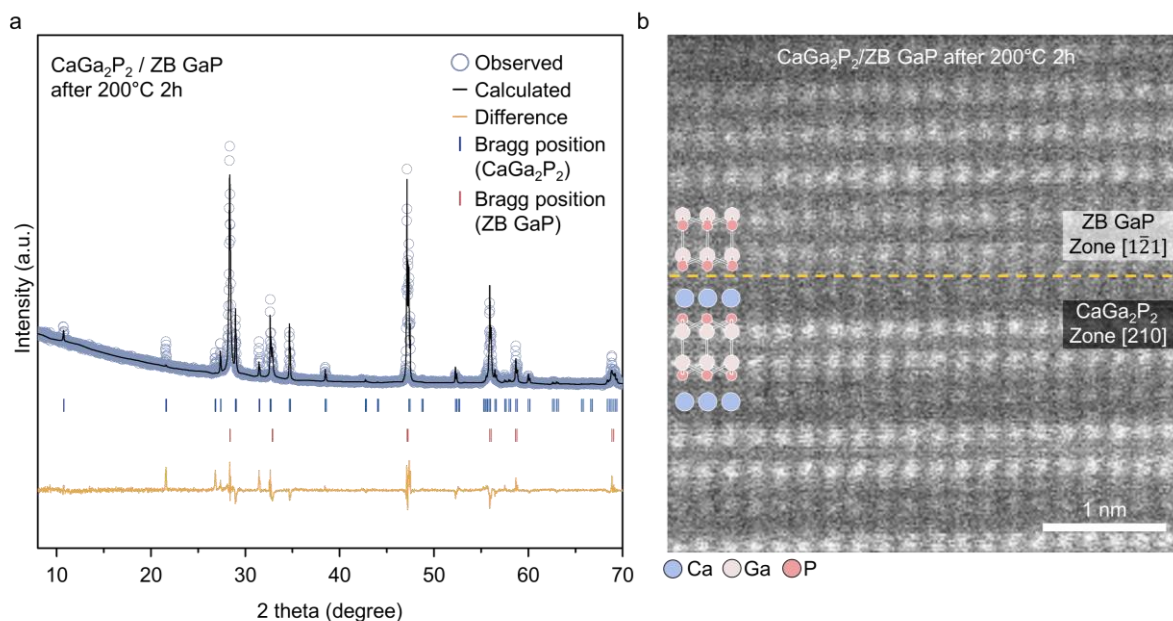 a
CaGa₂P₂ / ZB GaP
after 200°C 2h
Observed
Calculated
Difference
Bragg position
(CaGa₂P₂)
Bragg position
(ZB GaP)
Intensity (a.u.)
10 20 30 40 50 60 70
2 theta (degree)
b
CaGa₂P₂/ZB GaP after 200°C 2h
ZB GaP
Zone [12̅1]
CaGa₂P₂
Zone [210]
1 nm
Ca Ga P